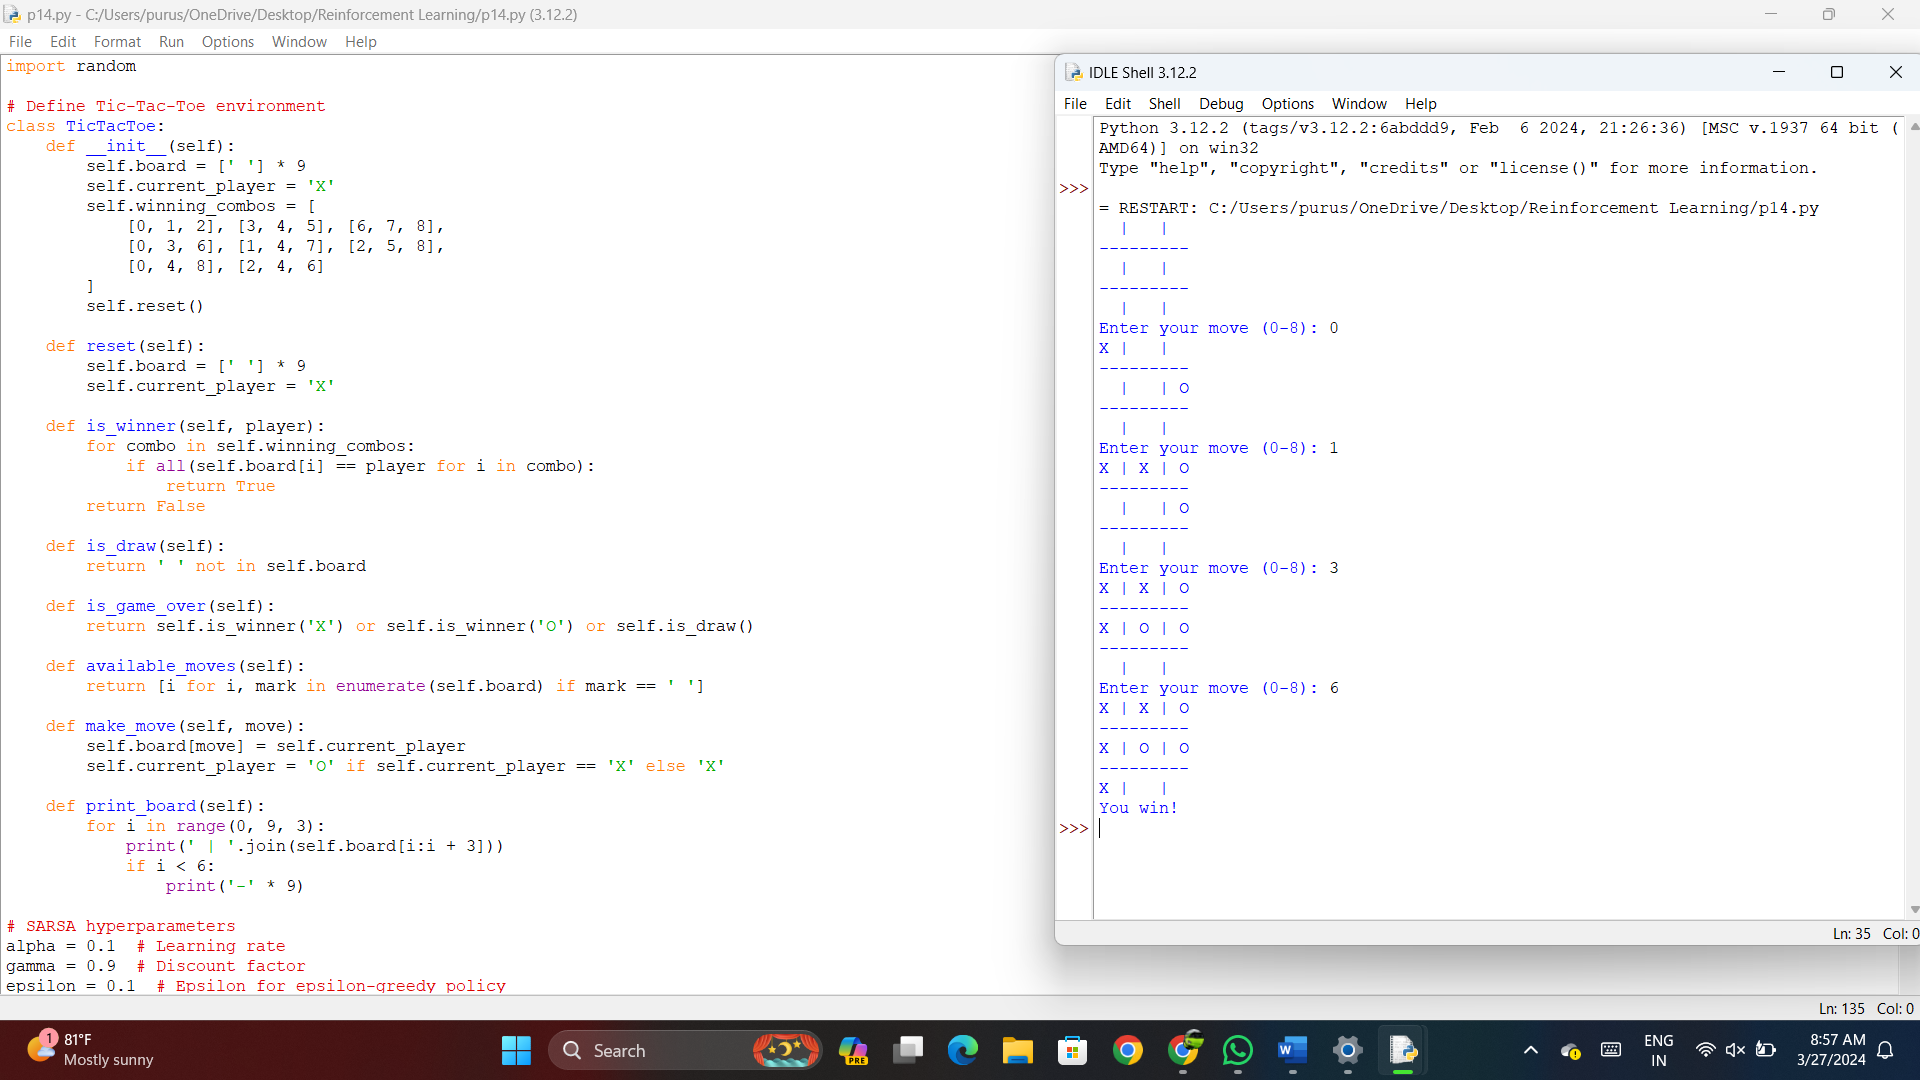 p14.py - C:/Users/purus/OneDrive/Desktop/Reinforcement Learning/p14.py (3.12.2)
File Edit Format Run Options Window Help
import random

# Define Tic-Tac-Toe environment
class TicTacToe:
    def __init__(self):
        self.board = [' '] * 9
        self.current_player = 'X'
        self.winning_combos = [
            [0, 1, 2], [3, 4, 5], [6, 7, 8],
            [0, 3, 6], [1, 4, 7], [2, 5, 8],
            [0, 4, 8], [2, 4, 6]
        ]
        self.reset()

    def reset(self):
        self.board = [' '] * 9
        self.current_player = 'X'

    def is_winner(self, player):
        for combo in self.winning_combos:
            if all(self.board[i] == player for i in combo):
                return True
        return False

    def is_draw(self):
        return ' ' not in self.board

    def is_game_over(self):
        return self.is_winner('X') or self.is_winner('O') or self.is_draw()

    def available_moves(self):
        return [i for i, mark in enumerate(self.board) if mark == ' ']

    def make_move(self, move):
        self.board[move] = self.current_player
        self.current_player = 'O' if self.current_player == 'X' else 'X'

    def print_board(self):
        for i in range(0, 9, 3):
            print(' | '.join(self.board[i:i + 3]))
            if i < 6:
                print('-' * 9)

# SARSA hyperparameters
alpha = 0.1  # Learning rate
gamma = 0.9  # Discount factor
epsilon = 0.1  # Epsilon for epsilon-greedy policy
Ln: 135 Col: 0
IDLE Shell 3.12.2
File Edit Shell Debug Options Window Help
Python 3.12.2 (tags/v3.12.2:6abddd9, Feb  6 2024, 21:26:36) [MSC v.1937 64 bit (
AMD64)] on win32
Type "help", "copyright", "credits" or "license()" for more information.
>>>
= RESTART: C:/Users/purus/OneDrive/Desktop/Reinforcement Learning/p14.py
  |   |
---------
  |   |
---------
  |   |
Enter your move (0-8): 0
X |   |
---------
  |   | O
---------
  |   |
Enter your move (0-8): 1
X | X | O
---------
  |   | O
---------
  |   |
Enter your move (0-8): 3
X | X | O
---------
X | O | O
---------
  |   |
Enter your move (0-8): 6
X | X | O
---------
X | O | O
---------
X |   |
You win!
>>>
Ln: 35 Col: 0
1
81°F
Mostly sunny
Search
PRE
W
ENG
IN
8:57 AM
3/27/2024